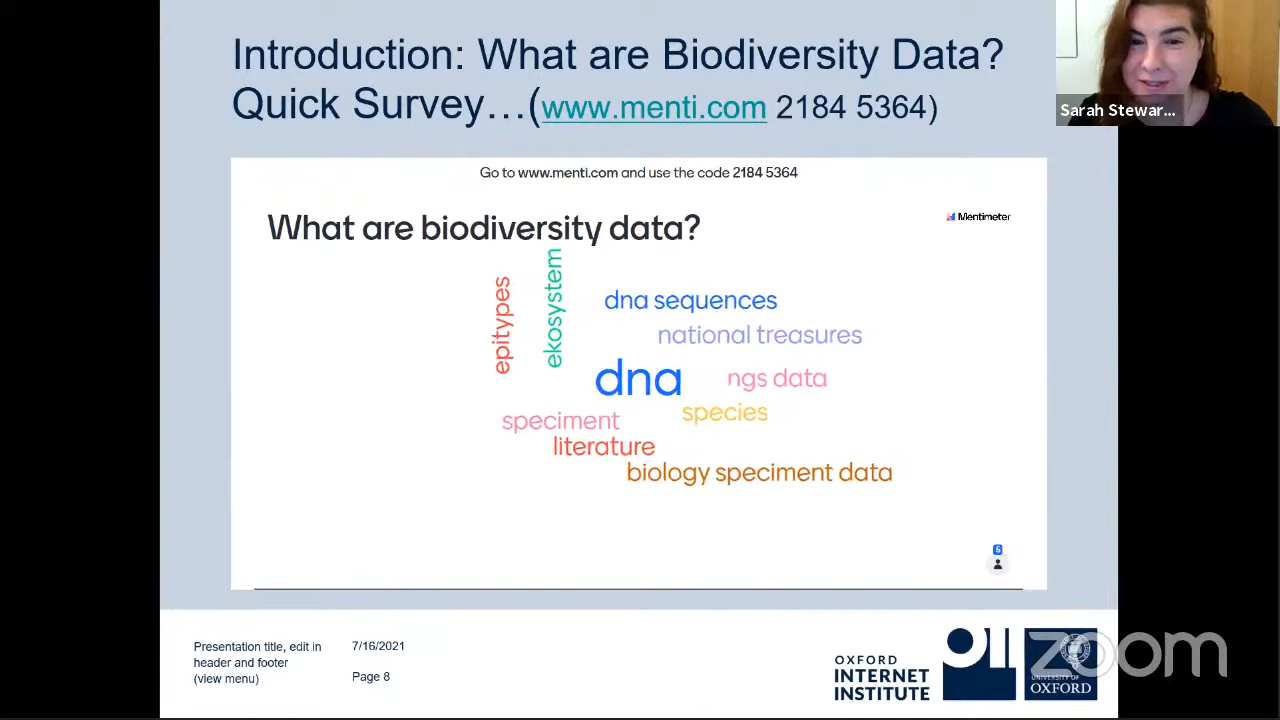 Introduction: What are Biodiversity Data?
Quick Survey…(www.menti.com 2184 5364)
Sarah Stewar...
Go to www.menti.com and use the code 2184 5364
What are biodiversity data?
Mentimeter
epitypes
ekosystem
dna sequences
national treasures
dna
ngs data
species
speciment
literature
biology speciment data
5
Presentation title, edit in
header and footer
(view menu)
7/16/2021
Page 8
OXFORD
INTERNET
INSTITUTE
OII
UNIVERSITY OF
OXFORD
zoom